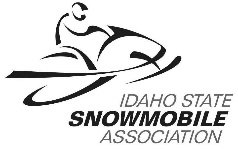 IDAHO STATE
SNOWMOBILE
ASSOCIATION